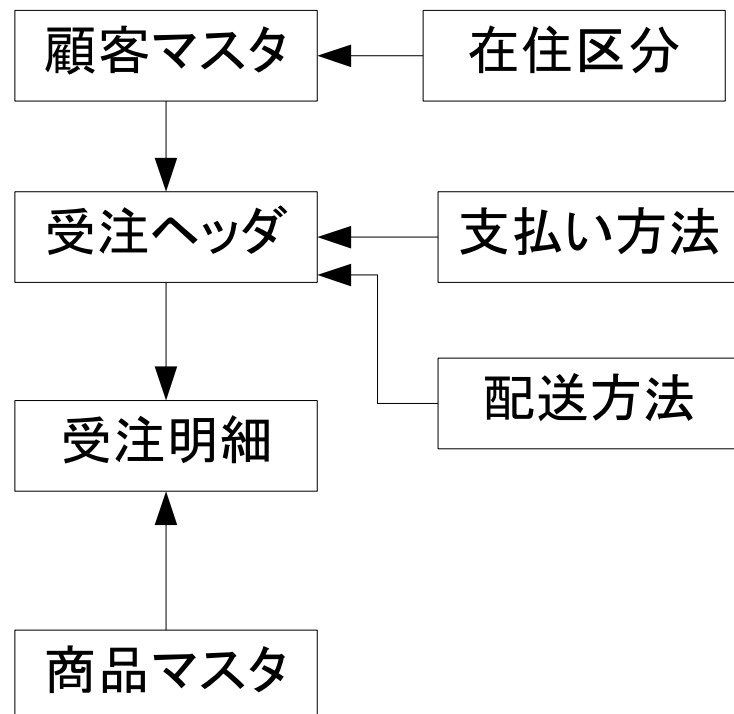 顧客マスタ
在住区分
受注ヘッダ
支払い方法
配送方法
受注明細
商品マスタ